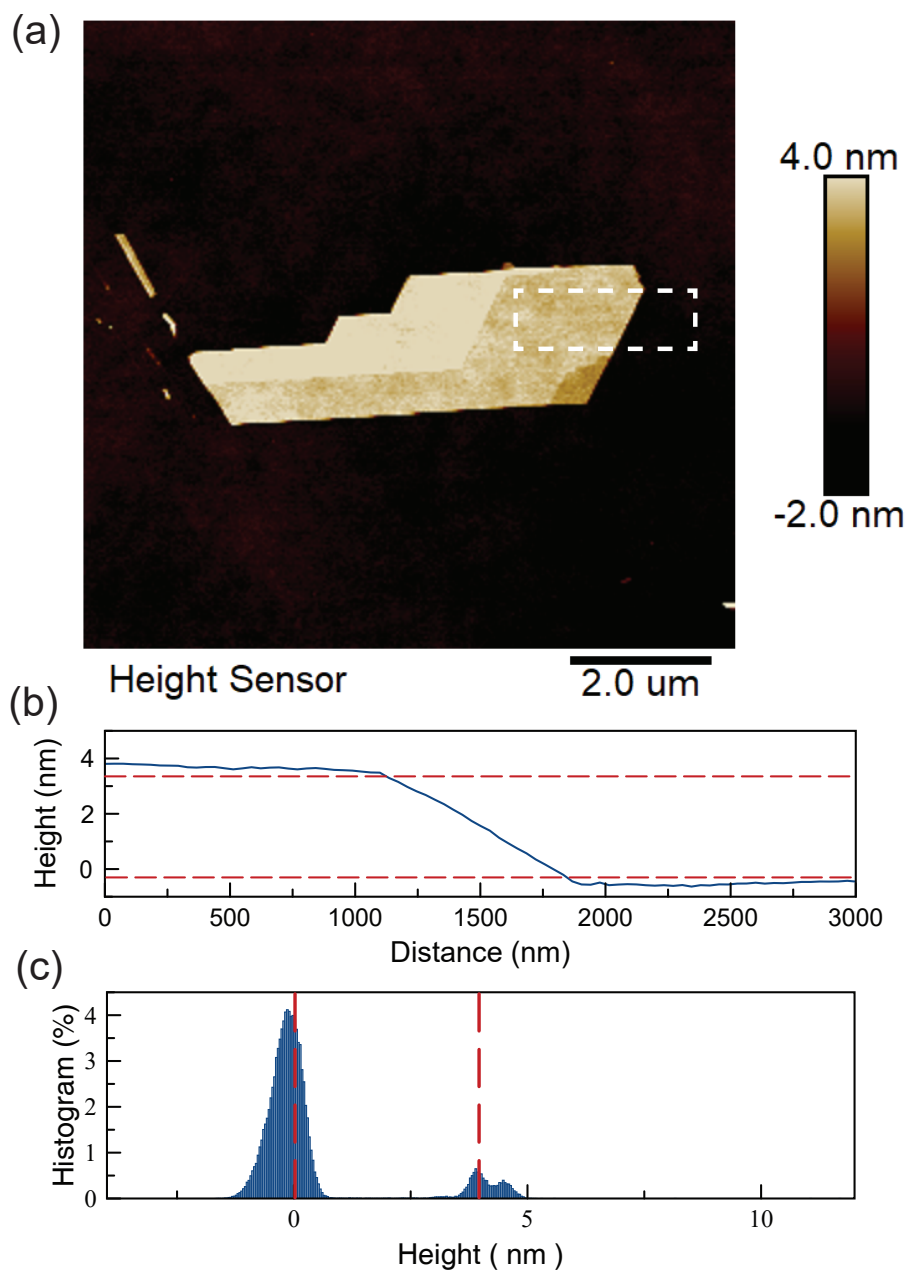 (a)
4.0 nm
-2.0 nm
Height Sensor
2.0 um
(b)
Height (nm)
4
2
0
0 500 1000 1500 2000 2500 3000
Distance (nm)
(c)
Histogram (%)
4
3
2
1
0
0 5 10
Height ( nm )